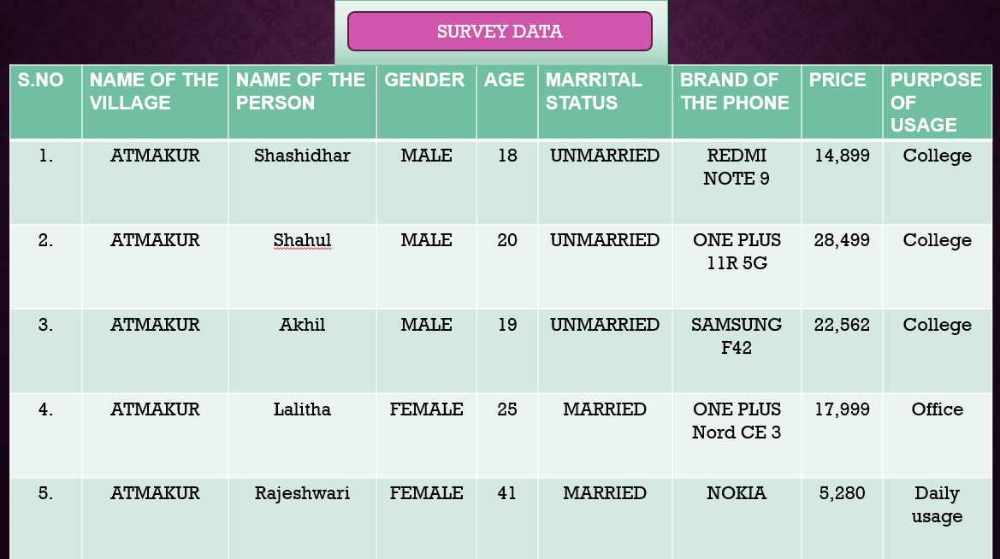 SURVEY DATA
S.NO NAME OF THE VILLAGE NAME OF THE PERSON GENDER AGE MARRITAL STATUS BRAND OF THE PHONE PRICE PURPOSE OF USAGE
1. ATMAKUR Shashidhar MALE 18 UNMARRIED REDMI NOTE 9 14,899 College
2. ATMAKUR Shahul MALE 20 UNMARRIED ONE PLUS 11R 5G 28,499 College
3. ATMAKUR Akhil MALE 19 UNMARRIED SAMSUNG F42 22,562 College
4. ATMAKUR Lalitha FEMALE 25 MARRIED ONE PLUS Nord CE 3 17,999 Office
5. ATMAKUR Rajeshwari FEMALE 41 MARRIED NOKIA 5,280 Daily usage